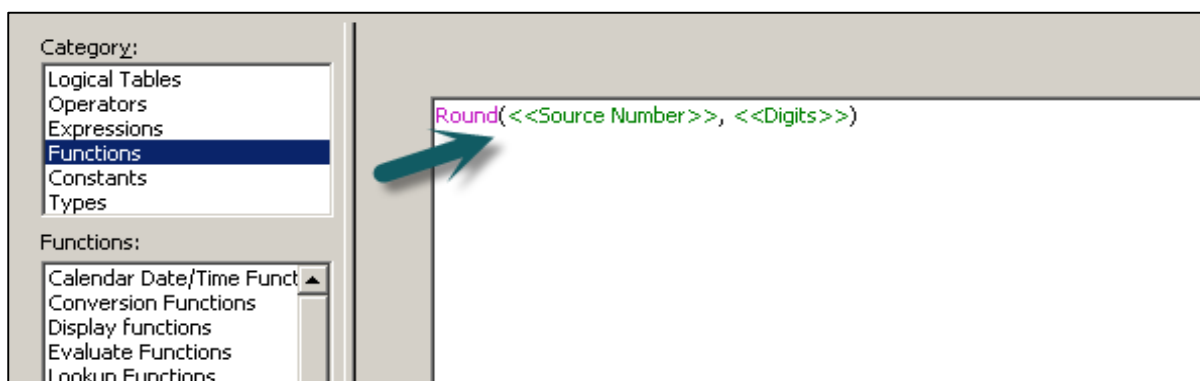 Category:
Logical Tables
Operators
Expressions
Functions
Constants
Types
Round(<<Source Number>>, <<Digits>>)
Functions:
Calendar Date/Time Funct
Conversion Functions
Display functions
Evaluate Functions
Lookup Functions